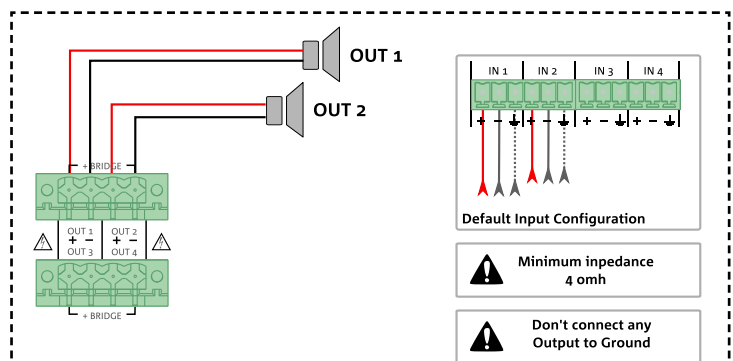 OUT 1
OUT 2
+ BRIDGE -
OUT 1 OUT 2
+ - + -
OUT 3 OUT 4
+ BRIDGE -
IN 1 IN 2 IN 3 IN 4
+ - + - + - + -
Default Input Configuration
Minimum inpedance
4 omh
Don't connect any
Output to Ground